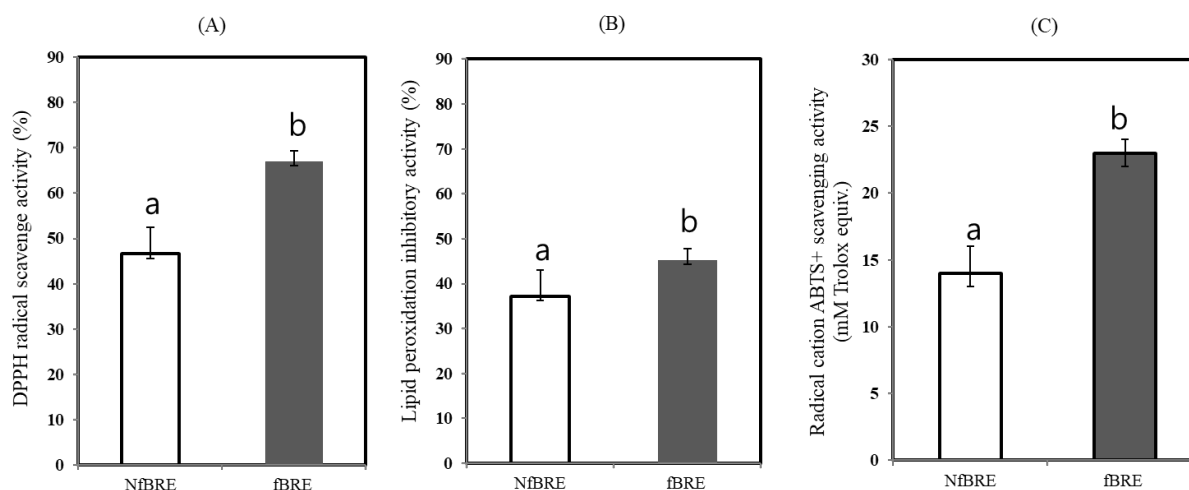 (A)
DPPH radical scavenge activity (%)
90
80
70
60
50
40
30
20
10
0
a
b
NfBRE
fBRE
(B)
Lipid peroxidation inhibitory activity (%)
90
80
70
60
50
40
30
20
10
0
a
b
NfBRE
fBRE
(C)
Radical cation ABTS+ scavenging activity
(mM Trolox equiv.)
30
25
20
15
10
5
0
a
b
NfBRE
fBRE